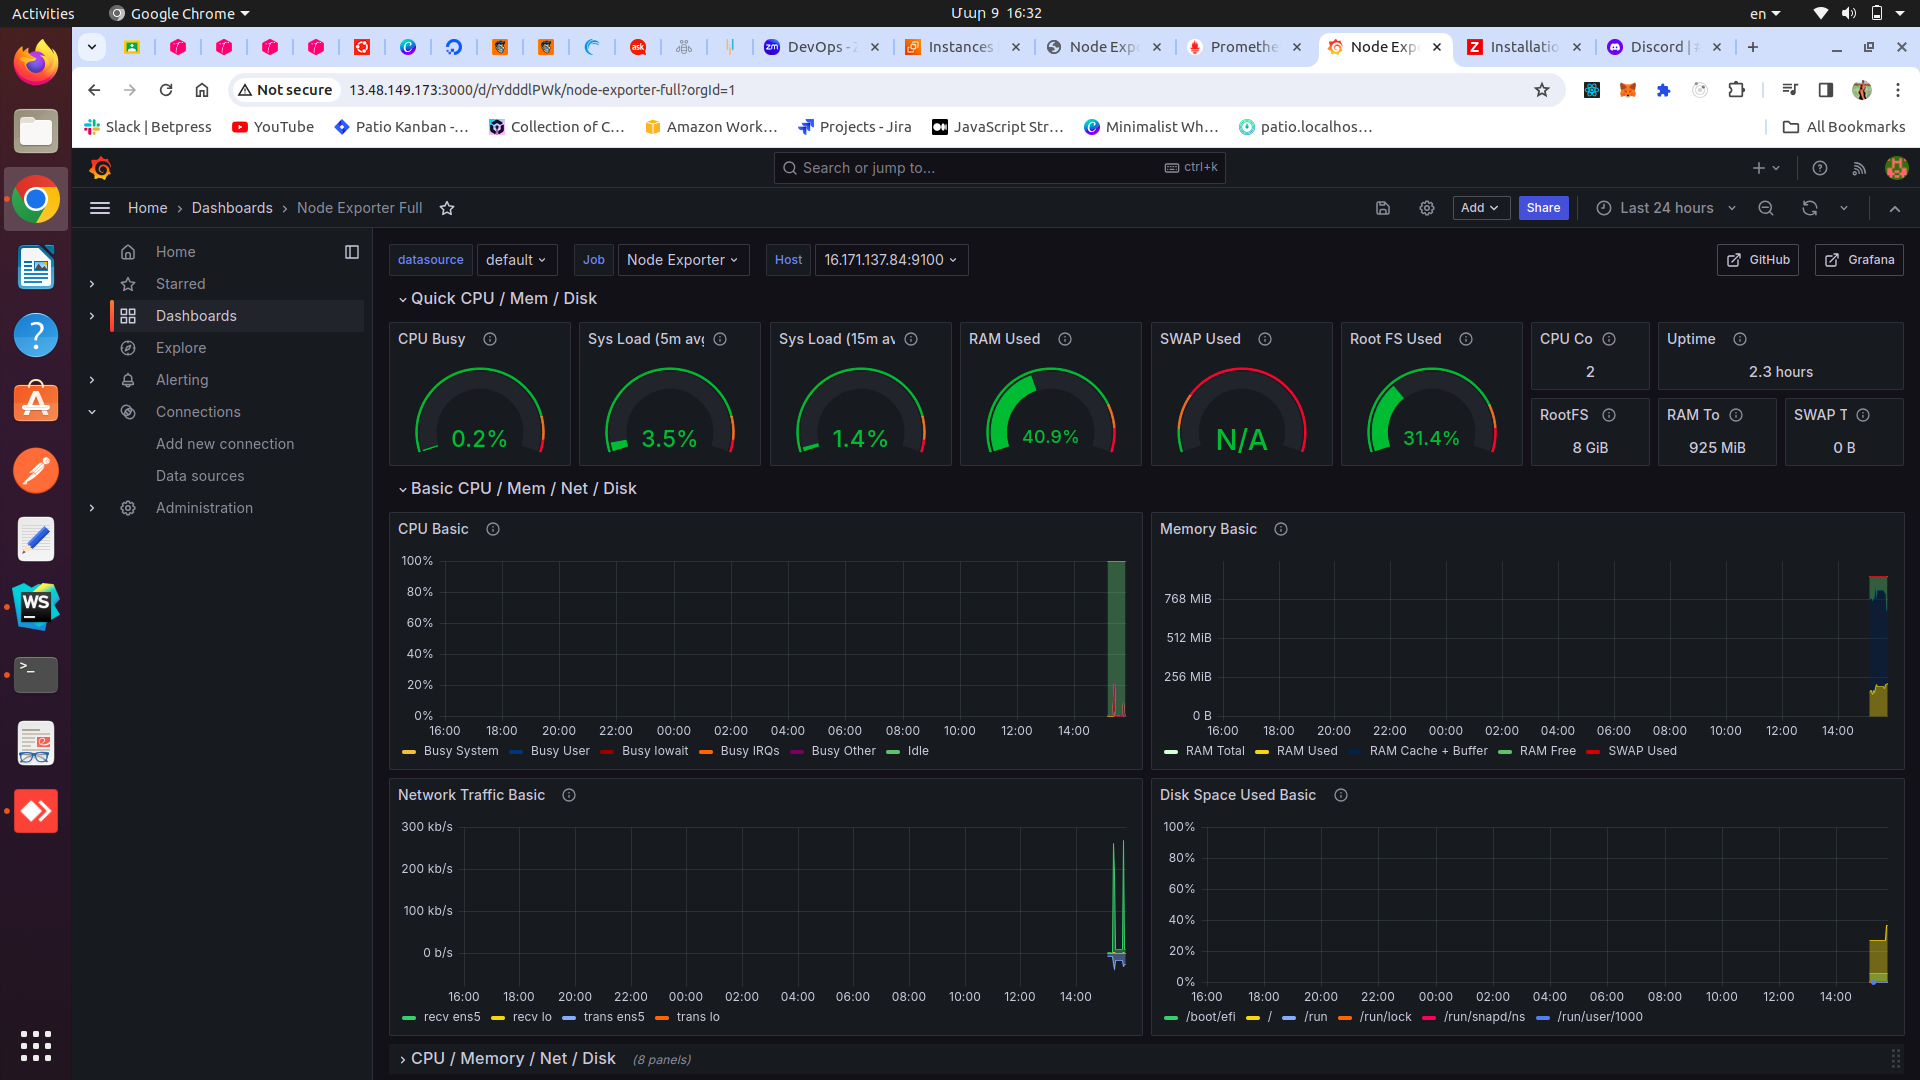 Activities
Google Chrome
Մար 9 16:32
en
DevOps - Z
Instances
Node Exp
Promethe
Node Exp
Installatio
Discord | #
Not secure
13.48.149.173:3000/d/rYdddlPWk/node-exporter-full?orgId=1
Slack | Betpress
YouTube
Patio Kanban -...
Collection of C...
Amazon Work...
Projects - Jira
JavaScript Str...
Minimalist Wh...
patio.localhos...
All Bookmarks
Search or jump to...
ctrl+k
Home › Dashboards › Node Exporter Full
Add
Share
Last 24 hours
Home
Starred
Dashboards
Explore
Alerting
Connections
Add new connection
Data sources
Administration
datasource default Job Node Exporter Host 16.171.137.84:9100
GitHub
Grafana
Quick CPU / Mem / Disk
CPU Busy
0.2%
Sys Load (5m avg
3.5%
Sys Load (15m av
1.4%
RAM Used
40.9%
SWAP Used
N/A
Root FS Used
31.4%
CPU Co
2
Uptime
2.3 hours
RootFS
8 GiB
RAM To
925 MiB
SWAP T
0 B
Basic CPU / Mem / Net / Disk
CPU Basic
100%
80%
60%
40%
20%
0%
16:00 18:00 20:00 22:00 00:00 02:00 04:00 06:00 08:00 10:00 12:00 14:00
Busy System Busy User Busy Iowait Busy IRQs Busy Other Idle
Memory Basic
768 MiB
512 MiB
256 MiB
0 B
16:00 18:00 20:00 22:00 00:00 02:00 04:00 06:00 08:00 10:00 12:00 14:00
RAM Total RAM Used RAM Cache + Buffer RAM Free SWAP Used
Network Traffic Basic
300 kb/s
200 kb/s
100 kb/s
0 b/s
16:00 18:00 20:00 22:00 00:00 02:00 04:00 06:00 08:00 10:00 12:00 14:00
recv ens5 recv lo trans ens5 trans lo
Disk Space Used Basic
100%
80%
60%
40%
20%
0%
16:00 18:00 20:00 22:00 00:00 02:00 04:00 06:00 08:00 10:00 12:00 14:00
/boot/efi / /run /run/lock /run/snapd/ns /run/user/1000
CPU / Memory / Net / Disk (8 panels)